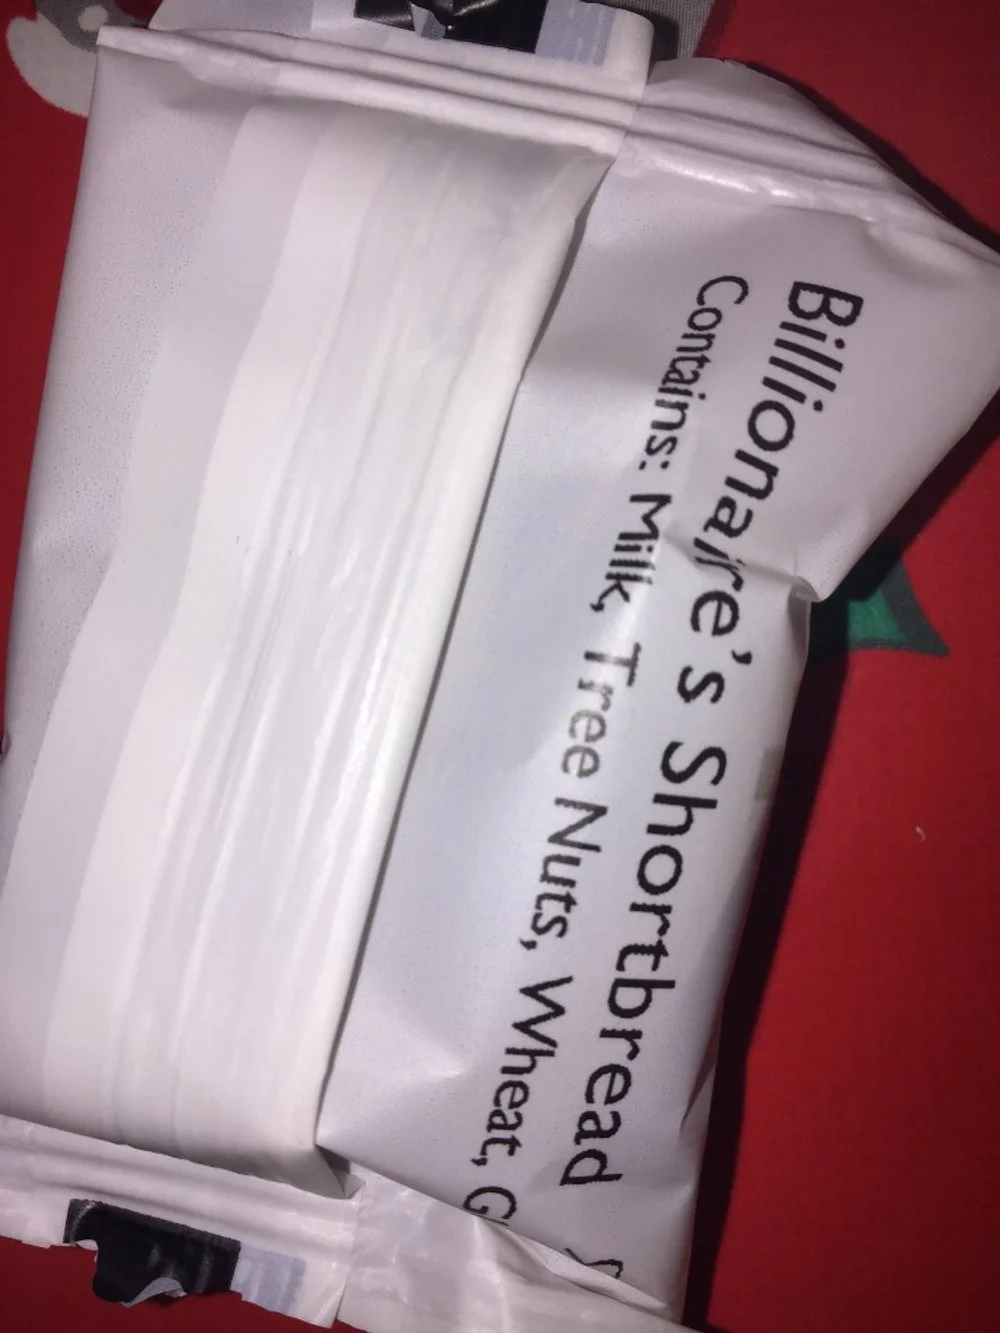 Billionaire's Shortbread
Contains: Milk, Tree Nuts, Wheat,